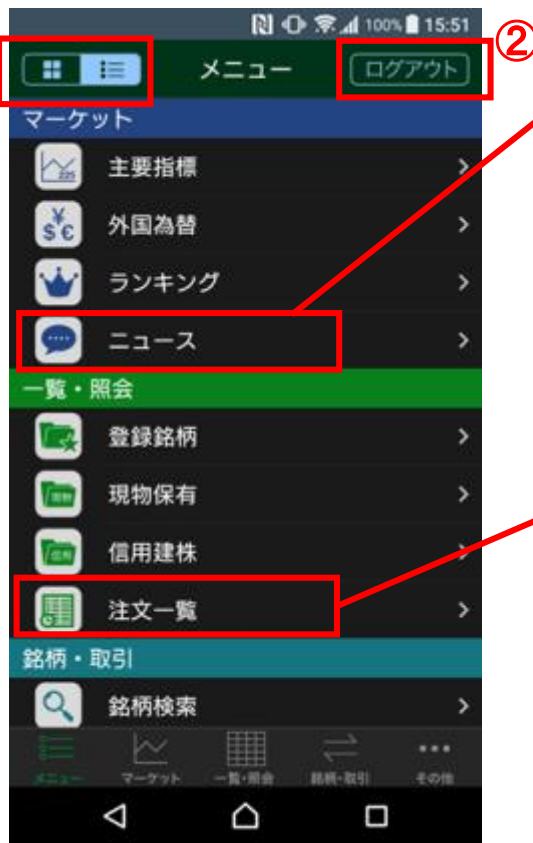 100% 15:51
②
メニュー ログアウト
マーケット
主要指標
外国為替
ランキング
ニュース
一覧・照会
登録銘柄
現物保有
信用建株
注文一覧
銘柄・取引
銘柄検索
メニュー マーケット 一覧・照会 銘柄・取引 その他